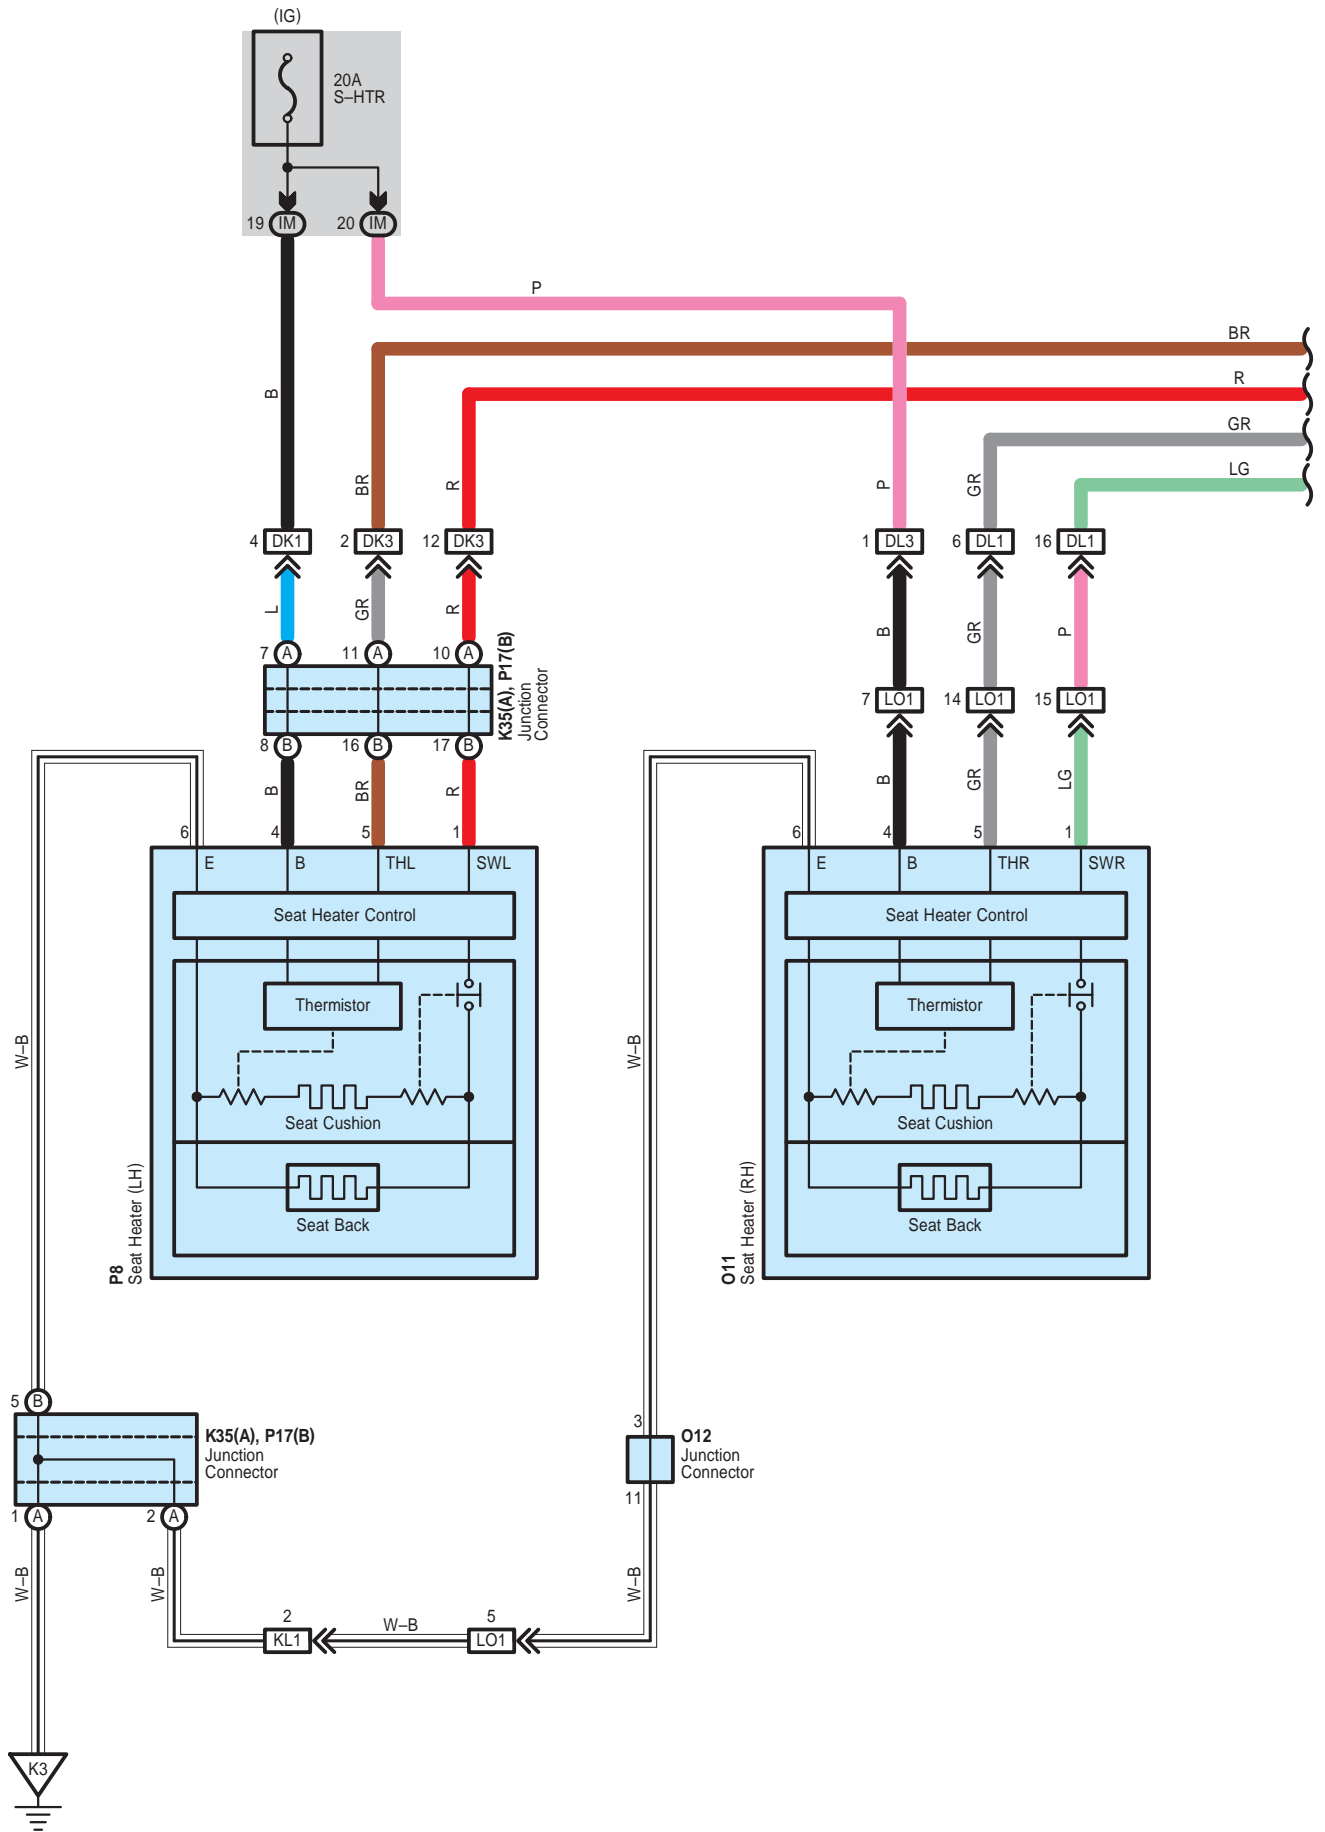 (IG)
20A
S–HTR
19 IM
20 IM
P
BR
R
GR
LG
B
BR
R
P
GR
4 DK1
2 DK3
12 DK3
1 DL3
6 DL1
16 DL1
L
GR
R
B
GR
P
7 A
11 A
10 A
K35(A), P17(B)
Junction
Connector
7 LO1
14 LO1
15 LO1
8 B
16 B
17 B
B
BR
R
B
GR
LG
6
4
5
1
6
4
5
1
E
B
THL
SWL
E
B
THR
SWR
Seat Heater Control
Seat Heater Control
Thermistor
Thermistor
W–B
W–B
Seat Cushion
Seat Cushion
Seat Back
Seat Back
P8
Seat Heater (LH)
O11
Seat Heater (RH)
5 B
K35(A), P17(B)
Junction
Connector
3
O12
Junction
Connector
11
1 A
2 A
W–B
W–B
W–B
2
KL1
W–B
5
LO1
K3